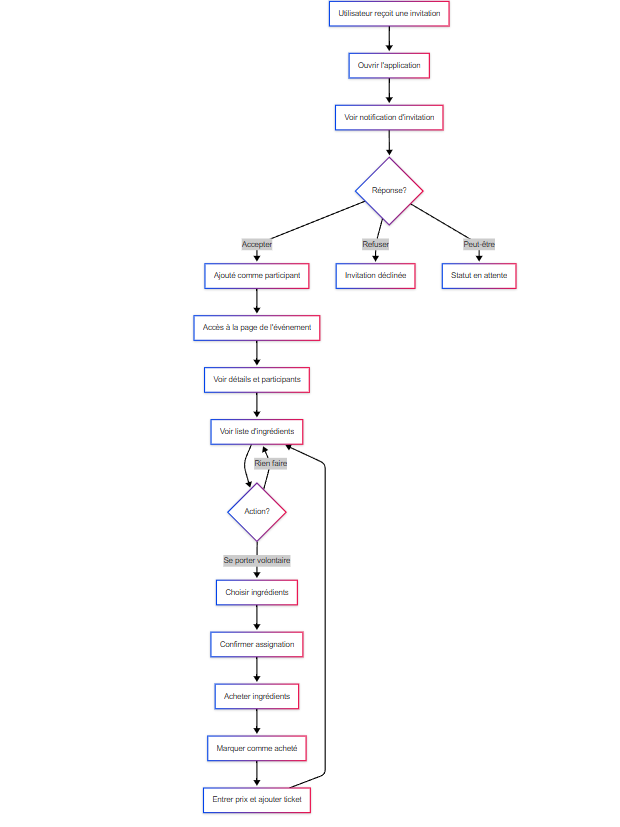 Utilisateur reçoit une invitation
Ouvrir l'application
Voir notification d'invitation
Réponse?
Accepter
Refuser
Peut-être
Ajouté comme participant
Invitation déclinée
Statut en attente
Accès à la page de l'événement
Voir détails et participants
Voir liste d'ingrédients
Rien faire
Action?
Se porter volontaire
Choisir ingrédients
Confirmer assignation
Acheter ingrédients
Marquer comme acheté
Entrer prix et ajouter ticket